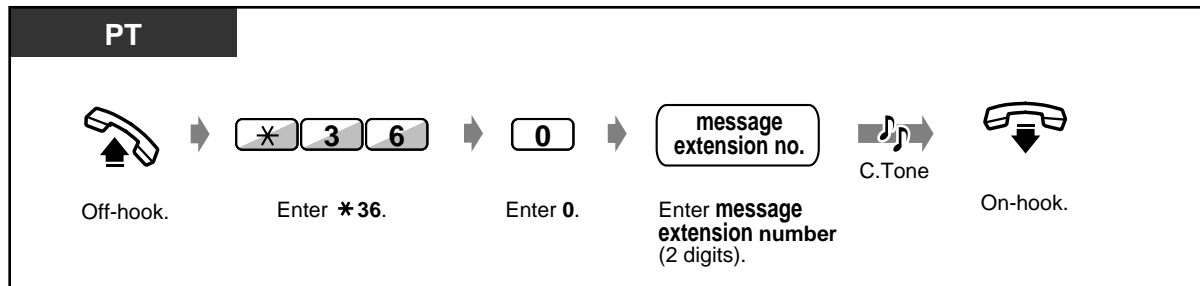 PT
✳ 3 6
0
message
extension no.
C.Tone
Off-hook.
Enter ✳ 36.
Enter 0.
Enter message
extension number
(2 digits).
On-hook.